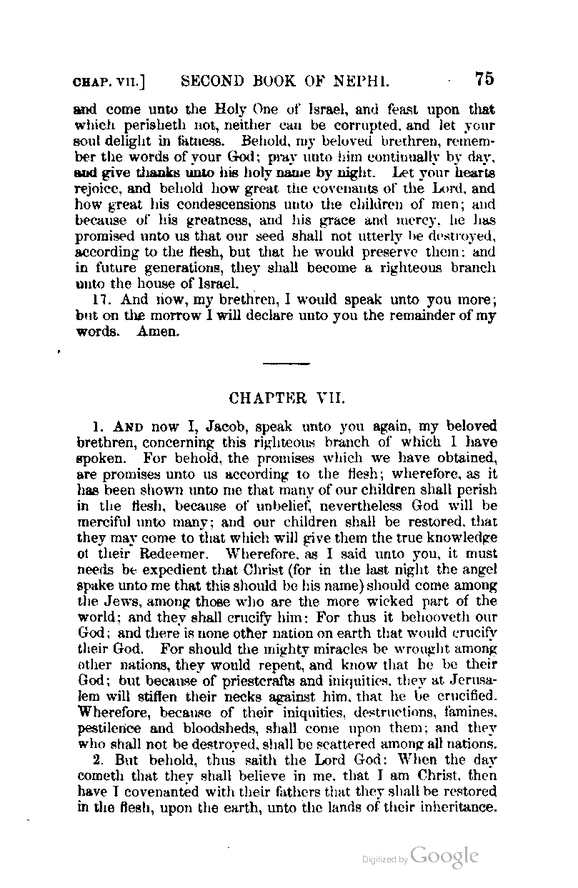 CHAP. VII.] SECOND BOOK OF NEPHI. 75
and come unto the Holy One of Israel, and feast upon that
which perisheth not, neither can be corrupted, and let your
soul delight in fatness. Behold, my beloved brethren, remem-
ber the words of your God; pray unto him continually by day,
and give thanks unto his holy name by night. Let your hearts
rejoice, and behold how great the covenants of the Lord, and
how great his condescensions unto the children of men; and
because of his greatness, and his grace and mercy, he has
promised unto us that our seed shall not utterly be destroyed,
according to the flesh, but that he would preserve them; and
in future generations, they shall become a righteous branch
unto the house of Israel.
17. And now, my brethren, I would speak unto you more;
but on the morrow I will declare unto you the remainder of my
words. Amen.
CHAPTER VII.
1. AND now I, Jacob, speak unto you again, my beloved
brethren, concerning this righteous branch of which I have
spoken. For behold, the promises which we have obtained,
are promises unto us according to the flesh; wherefore, as it
has been shown unto me that many of our children shall perish
in the flesh, because of unbelief, nevertheless God will be
merciful unto many; and our children shall be restored, that
they may come to that which will give them the true knowledge
of their Redeemer. Wherefore, as I said unto you, it must
needs be expedient that Christ (for in the last night the angel
spake unto me that this should be his name) should come among
the Jews, among those who are the more wicked part of the
world; and they shall crucify him: For thus it behooveth our
God; and there is none other nation on earth that would crucify
their God. For should the mighty miracles be wrought among
other nations, they would repent, and know that he be their
God; but because of priestcrafts and iniquities, they at Jerusa-
lem will stiffen their necks against him, that he be crucified.
Wherefore, because of their iniquities, destructions, famines,
pestilence and bloodsheds, shall come upon them; and they
who shall not be destroyed, shall be scattered among all nations.
2. But behold, thus saith the Lord God: When the day
cometh that they shall believe in me, that I am Christ, then
have I covenanted with their fathers that they shall be restored
in the flesh, upon the earth, unto the lands of their inheritance.
Digitized by Google